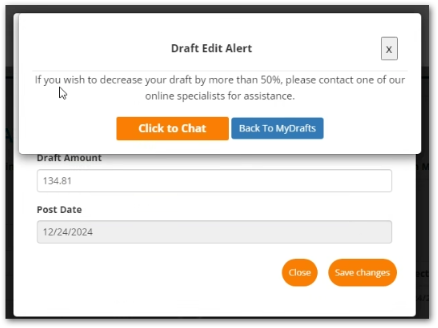 Draft Edit Alert
x
If you wish to decrease your draft by more than 50%, please contact one of our
online specialists for assistance.
Click to Chat
Back To MyDrafts
Draft Amount
134.81
Post Date
12/24/2024
Close
Save changes